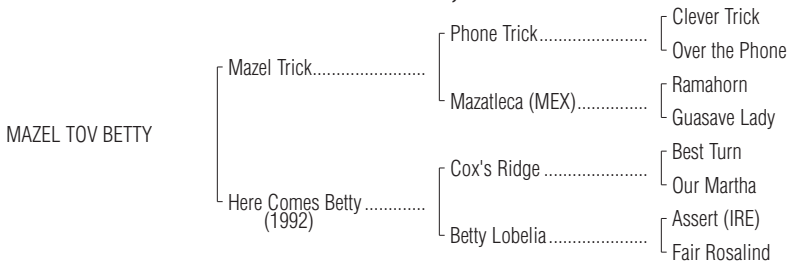 Clever Trick
Phone Trick........................
Over the Phone
Mazel Trick........................
Ramahorn
Mazatleca (MEX)................
Guasave Lady
MAZEL TOV BETTY
Best Turn
Cox's Ridge .......................
Our Martha
Here Comes Betty .............
(1992)
Assert (IRE)
Betty Lobelia......................
Fair Rosalind